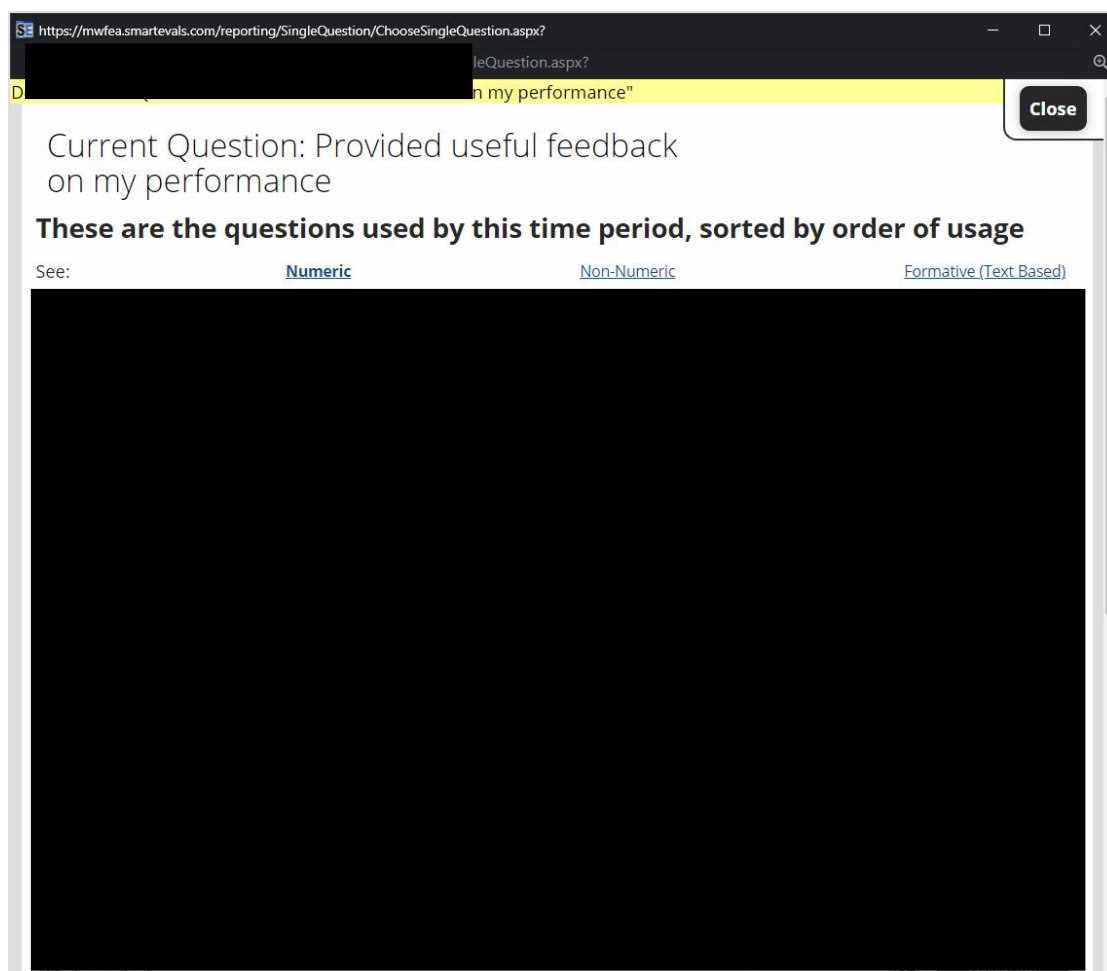 https://mwfea.smartevals.com/reporting/SingleQuestion/ChooseSingleQuestion.aspx?
leQuestion.aspx?
D n my performance"
Close
Current Question: Provided useful feedback
on my performance
These are the questions used by this time period, sorted by order of usage
See: Numeric Non-Numeric Formative (Text Based)